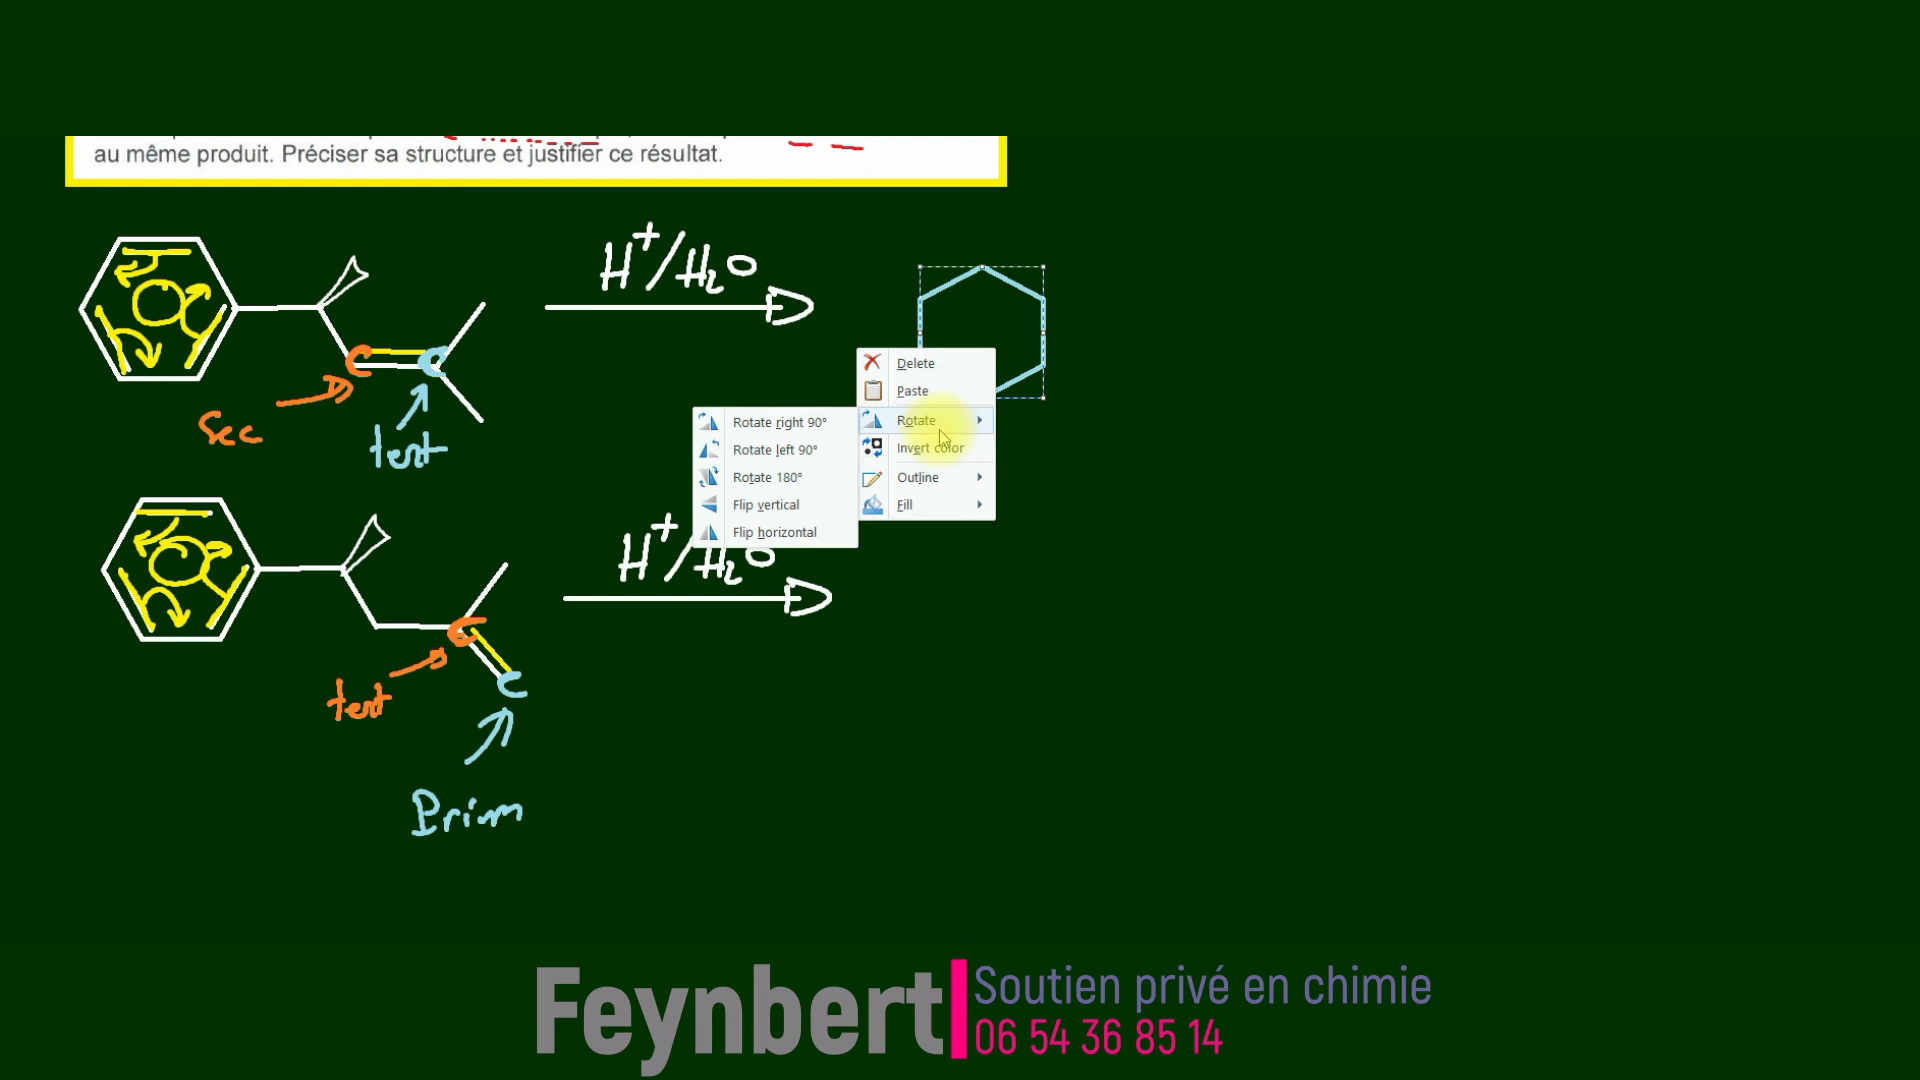 au même produit. Préciser sa structure et justifier ce résultat.
H+/H2O
C C
Sec
tert
Delete
Paste
Rotate
Invert color
Outline
Fill
Rotate right 90°
Rotate left 90°
Rotate 180°
Flip vertical
Flip horizontal
H+/H2O
C
C
tert
Prim
Feynbert
Soutien privé en chimie
06 54 36 85 14